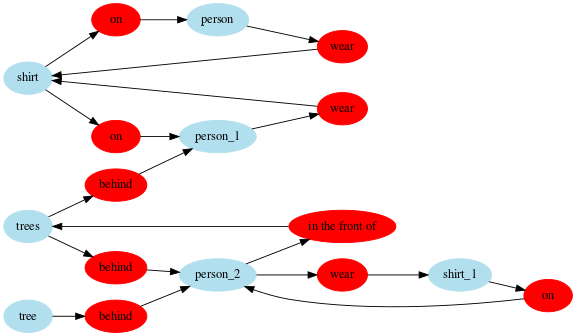 on
person
wear
shirt
wear
on
person_1
behind
trees
in the front of
behind
person_2
wear
shirt_1
on
tree
behind